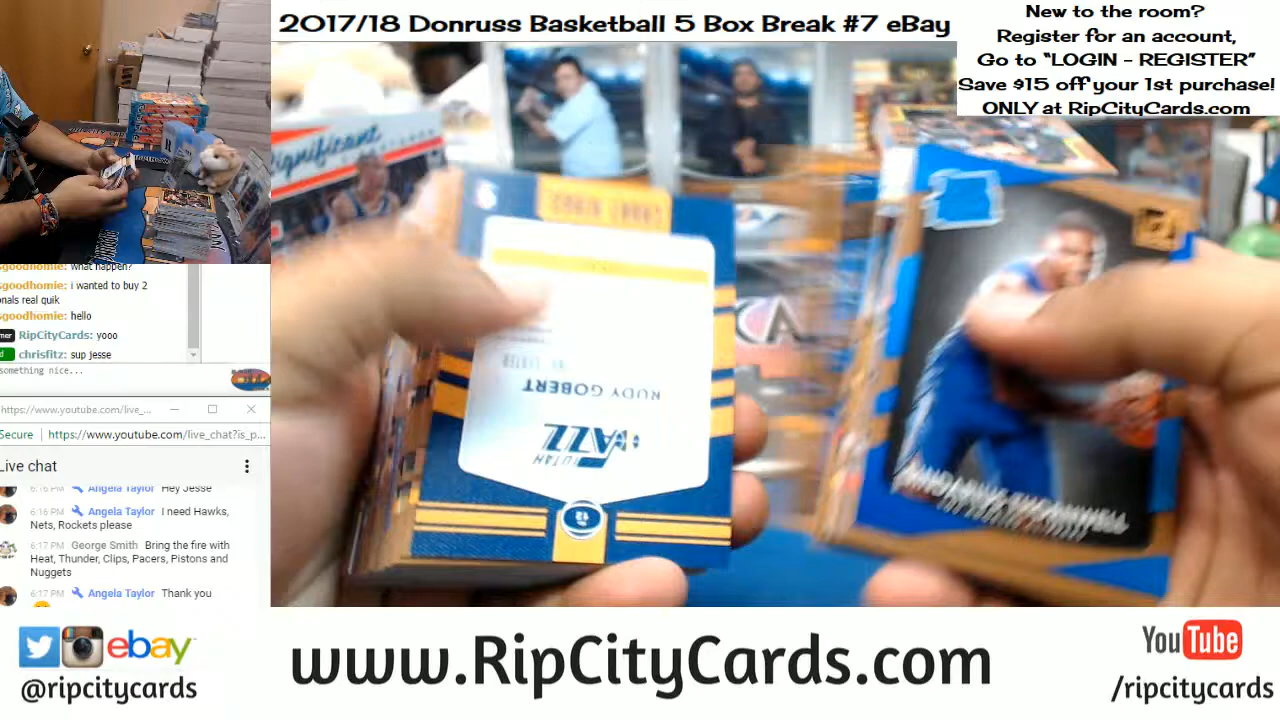 2017/18 Donruss Basketball 5 Box Break #7 eBay
New to the room?
Register for an account,
Go to “LOGIN - REGISTER”
Save $15 off your 1st purchase!
ONLY at RipCityCards.com
Significant
RUDY GOBERT
UTAH
JAZZ
goodhomie: what happen?
goodhomie: i wanted to buy 2
onals real quik
goodhomie: hello
RipCityCards: yooo
chrisfitz: sup jesse
something nice...
https://www.youtube.com/live_...
Secure https://www.youtube.com/live_chat?is_p...
Live chat
6:16 PM Angela Taylor Hey Jesse
6:16 PM Angela Taylor I need Hawks,
Nets, Rockets please
6:17 PM George Smith Bring the fire with
Heat, Thunder, Clips, Pacers, Pistons and
Nuggets
6:17 PM Angela Taylor Thank you
ebay
@ripcitycards
www.RipCityCards.com
YouTube
/ripcitycards